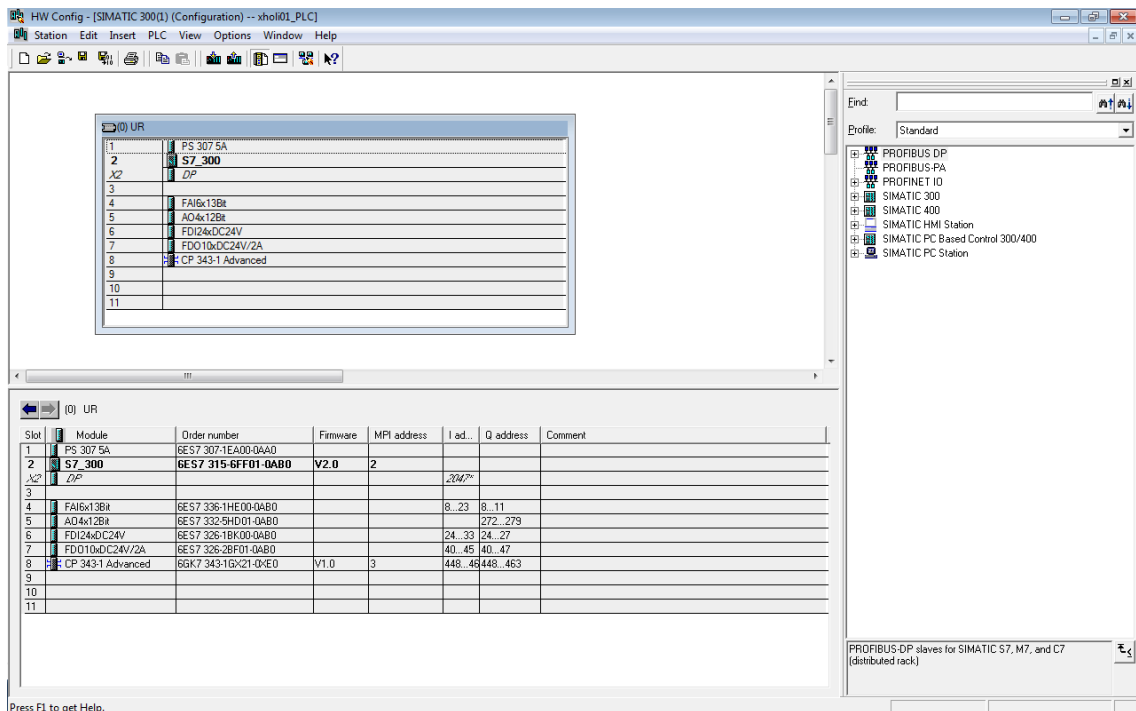 HW Config - [SIMATIC 300(1) (Configuration) -- xholi01_PLC]
Station Edit Insert PLC View Options Window Help
(0) UR
1 PS 307 5A
2 S7_300
X2 DP
3
4 FAI6x13Bit
5 AO4x12Bit
6 FDI24xDC24V
7 FDO10xDC24V/2A
8 CP 343-1 Advanced
9
10
11
Find:
Profile: Standard
PROFIBUS DP
PROFIBUS-PA
PROFINET IO
SIMATIC 300
SIMATIC 400
SIMATIC HMI Station
SIMATIC PC Based Control 300/400
SIMATIC PC Station
(0) UR
Slot Module Order number Firmware MPI address I ad... Q address Comment
1 PS 307 5A 6ES7 307-1EA00-0AA0
2 S7_300 6ES7 315-6FF01-0AB0 V2.0 2
X2 DP 2047*
3
4 FAI6x13Bit 6ES7 336-1HE00-0AB0 8...23 8...11
5 AO4x12Bit 6ES7 332-5HD01-0AB0 272...279
6 FDI24xDC24V 6ES7 326-1BK00-0AB0 24...33 24...27
7 FDO10xDC24V/2A 6ES7 326-2BF01-0AB0 40...45 40...47
8 CP 343-1 Advanced 6GK7 343-1GX21-0XE0 V1.0 3 448...46 448...463
9
10
11
PROFIBUS-DP slaves for SIMATIC S7, M7, and C7
(distributed rack)
Press F1 to get Help.